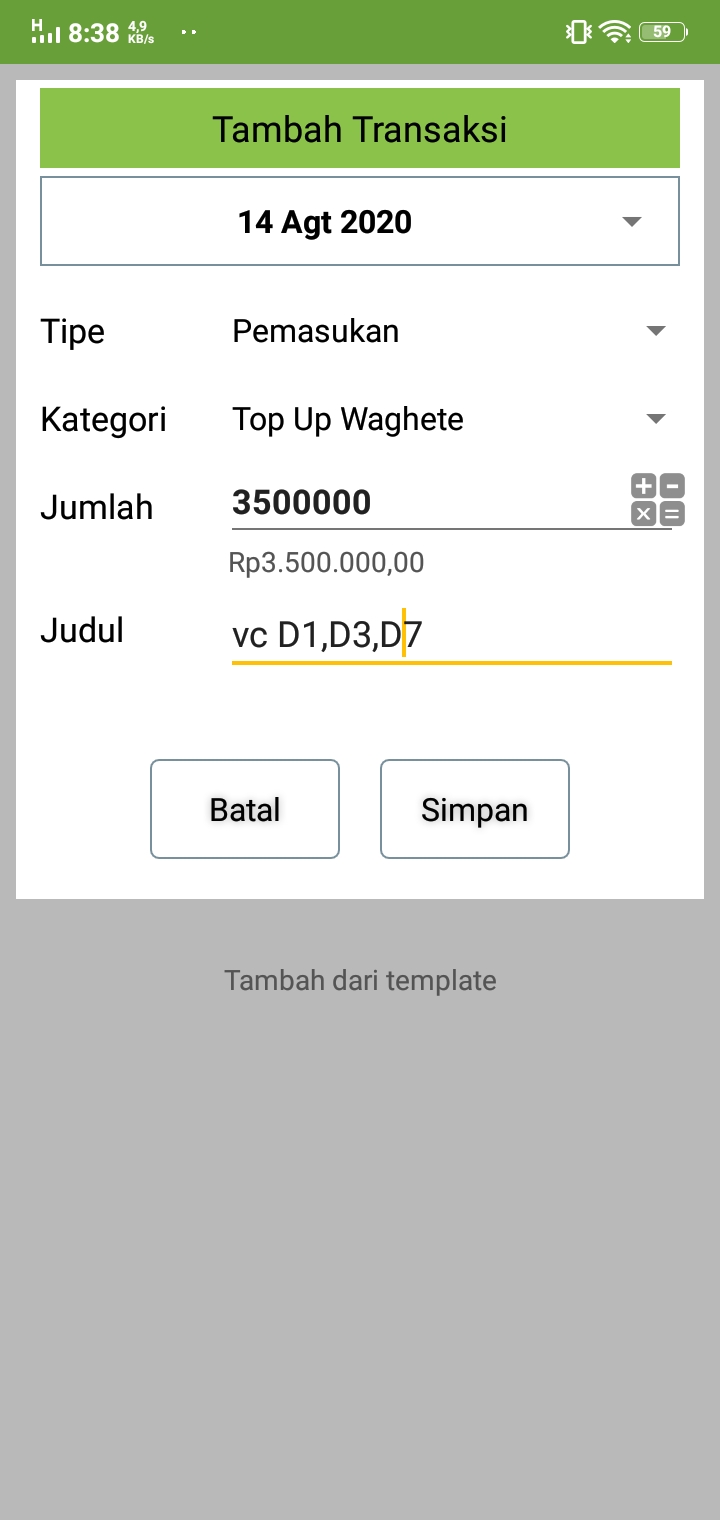 H 8:38 4,9 KB/s 59
Tambah Transaksi
14 Agt 2020
Tipe Pemasukan
Kategori Top Up Waghete
Jumlah 3500000
Rp3.500.000,00
Judul vc D1,D3,D7
Batal Simpan
Tambah dari template